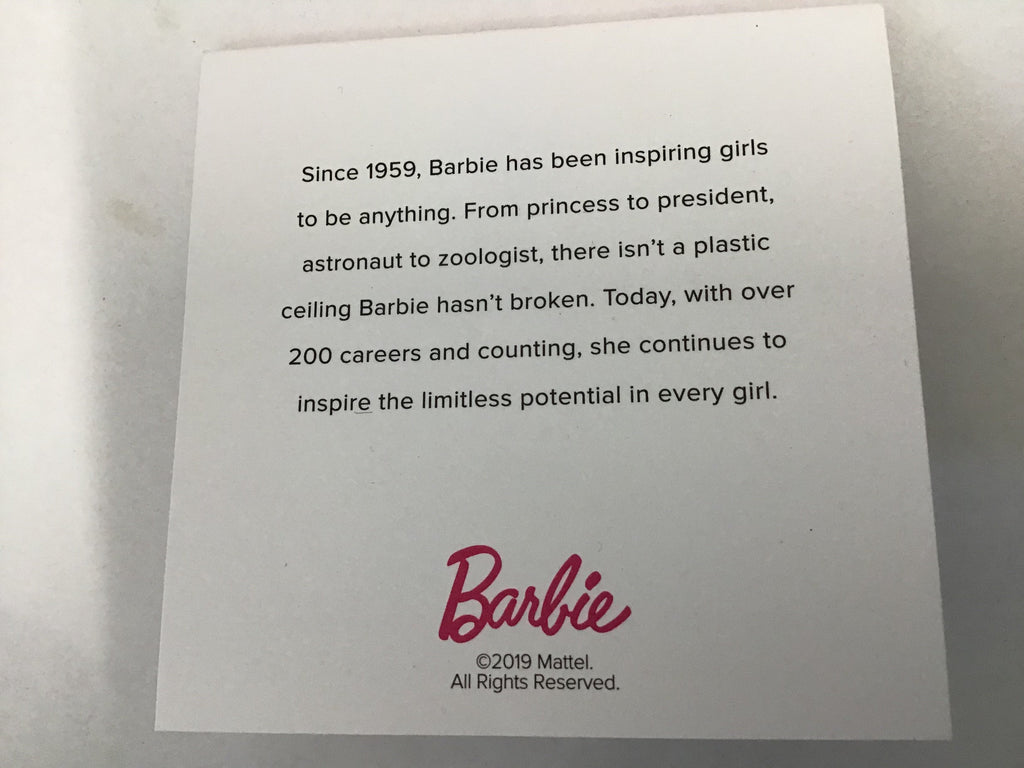 Since 1959, Barbie has been inspiring girls
to be anything. From princess to president,
astronaut to zoologist, there isn't a plastic
ceiling Barbie hasn't broken. Today, with over
200 careers and counting, she continues to
inspire the limitless potential in every girl.
Barbie
©2019 Mattel.
All Rights Reserved.